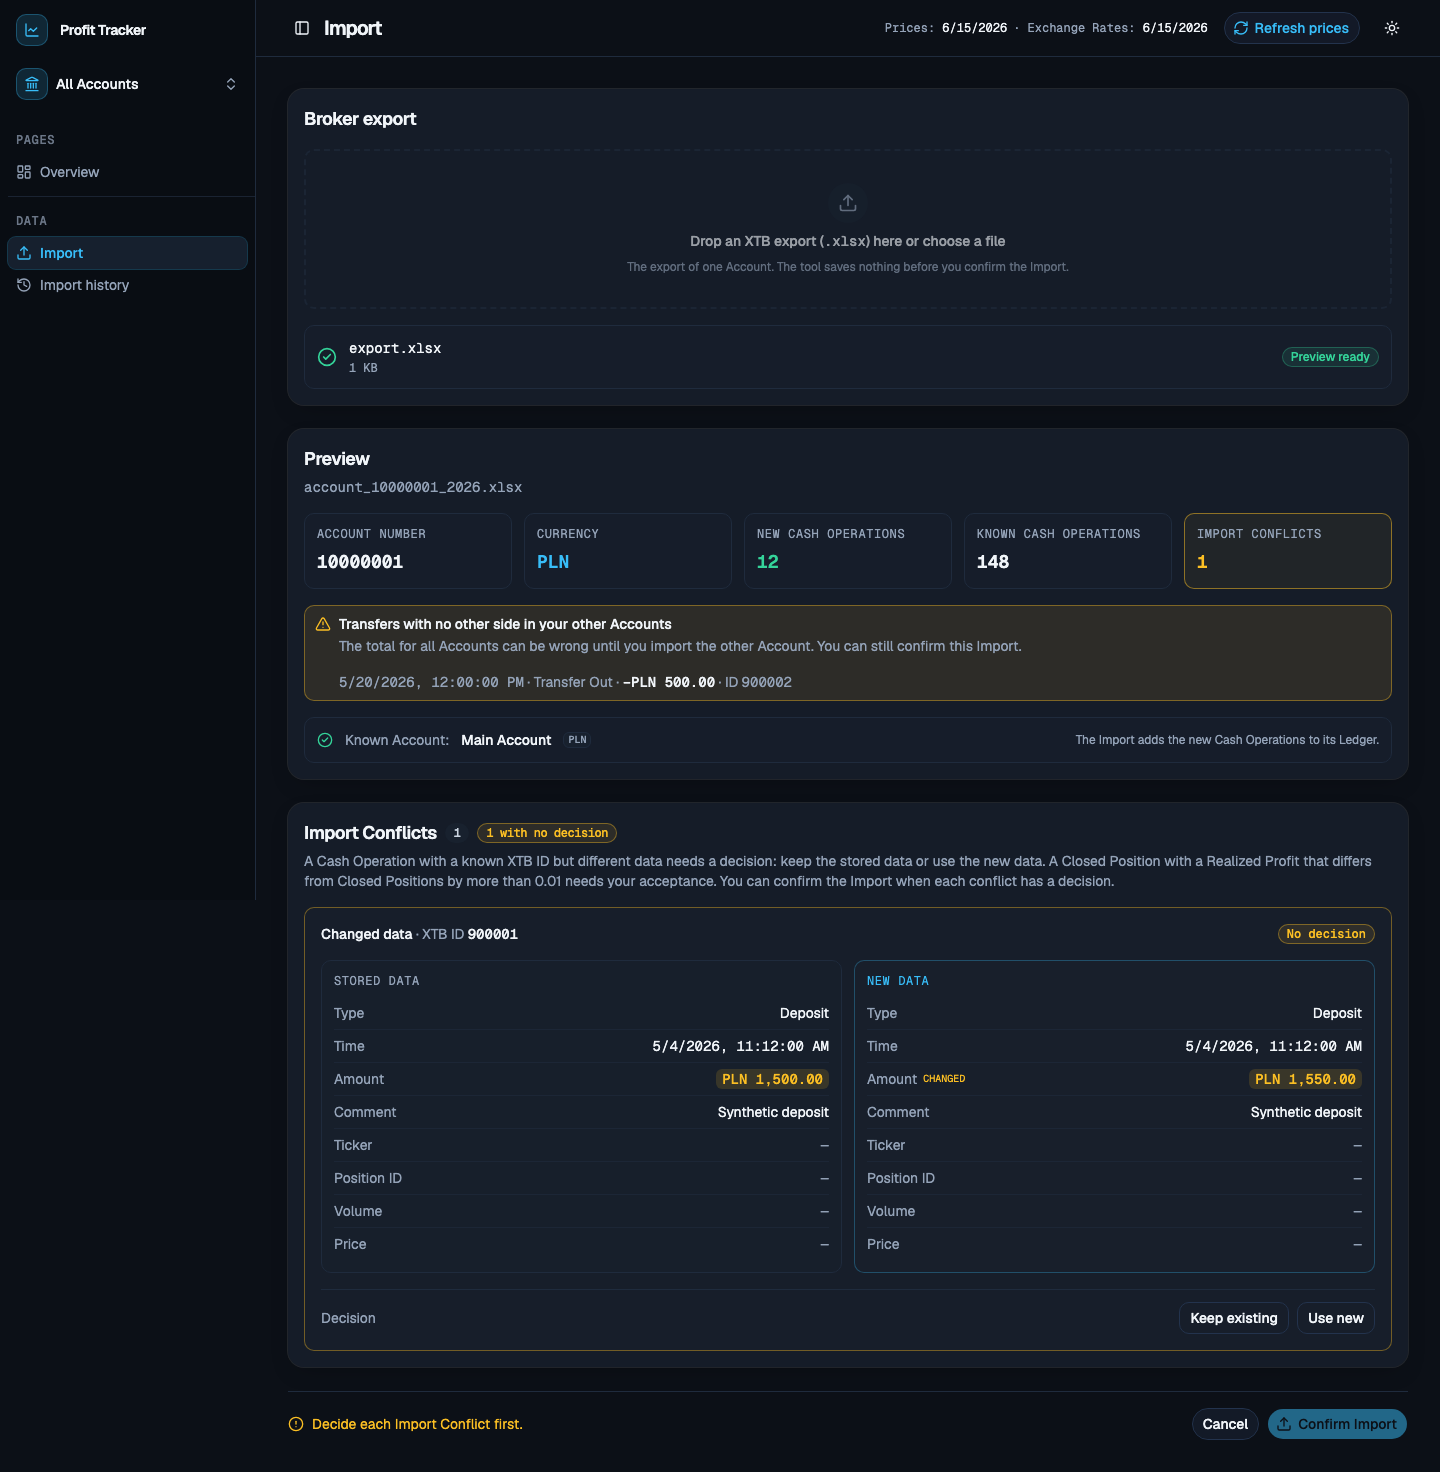 Profit Tracker
All Accounts
PAGES
Overview
DATA
Import
Import history
Import
Prices: 6/15/2026 · Exchange Rates: 6/15/2026
Refresh prices
Broker export
Drop an XTB export (.xlsx) here or choose a file
The export of one Account. The tool saves nothing before you confirm the Import.
export.xlsx
1 KB
Preview ready
Preview
account_10000001_2026.xlsx
ACCOUNT NUMBER
10000001
CURRENCY
PLN
NEW CASH OPERATIONS
12
KNOWN CASH OPERATIONS
148
IMPORT CONFLICTS
1
Transfers with no other side in your other Accounts
The total for all Accounts can be wrong until you import the other Account. You can still confirm this Import.
5/20/2026, 12:00:00 PM · Transfer Out · −PLN 500.00 · ID 900002
Known Account: Main Account PLN
The Import adds the new Cash Operations to its Ledger.
Import Conflicts 1 1 with no decision
A Cash Operation with a known XTB ID but different data needs a decision: keep the stored data or use the new data. A Closed Position with a Realized Profit that differs
from Closed Positions by more than 0.01 needs your acceptance. You can confirm the Import when each conflict has a decision.
Changed data · XTB ID 900001
No decision
STORED DATA
Type Deposit
Time 5/4/2026, 11:12:00 AM
Amount PLN 1,500.00
Comment Synthetic deposit
Ticker —
Position ID —
Volume —
Price —
NEW DATA
Type Deposit
Time 5/4/2026, 11:12:00 AM
Amount CHANGED PLN 1,550.00
Comment Synthetic deposit
Ticker —
Position ID —
Volume —
Price —
Decision
Keep existing
Use new
Decide each Import Conflict first.
Cancel
Confirm Import